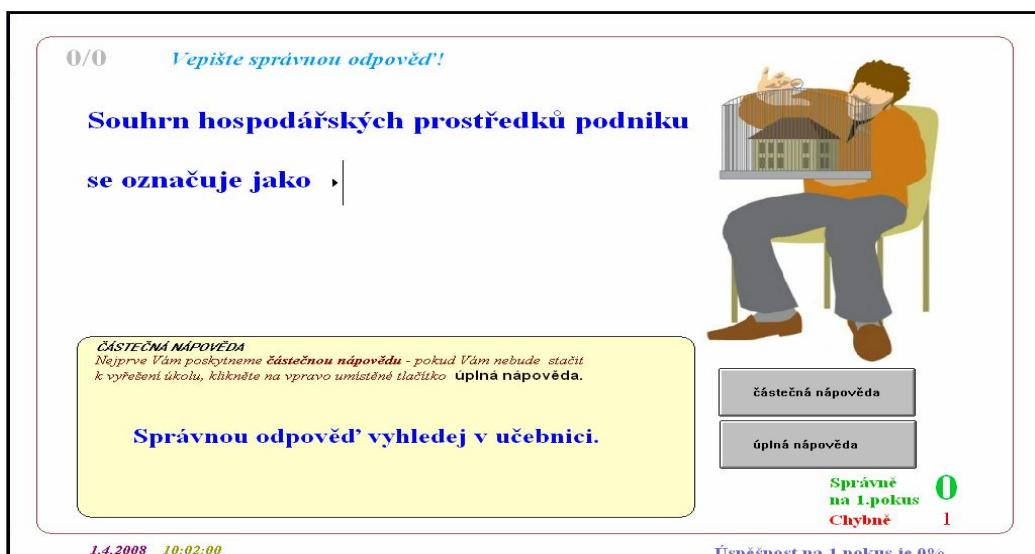 0/0 Vepište správnou odpověď!
Souhrn hospodářských prostředků podniku
se označuje jako
ČÁSTEČNÁ NÁPOVĚDA
Nejprve Vám poskytneme částečnou nápovědu - pokud Vám nebude stačit
k vyřešení úkolu, klikněte na vpravo umístěné tlačítko úplná nápověda.
Správnou odpověď vyhledej v učebnici.
částečná nápověda
úplná nápověda
Správně
na 1.pokus 0
Chybně 1
1.4.2008 10:02:00
Úspěšnost na 1.pokus je 0%